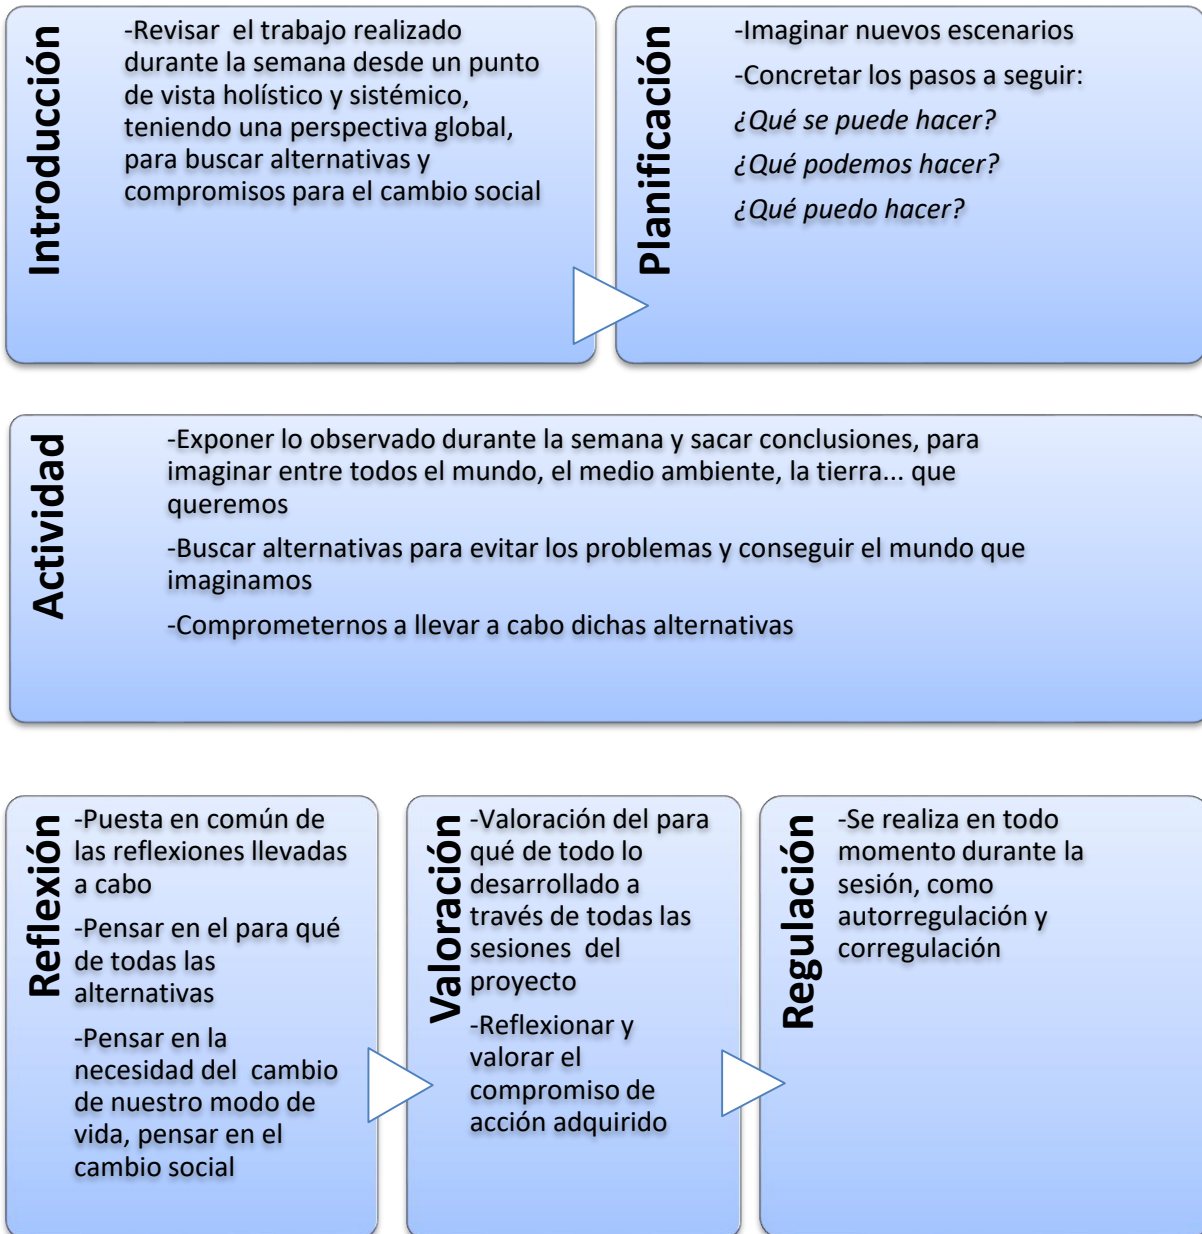 Introducción
-Revisar el trabajo realizado
durante la semana desde un punto
de vista holístico y sistémico,
teniendo una perspectiva global,
para buscar alternativas y
compromisos para el cambio social
Planificación
-Imaginar nuevos escenarios
-Concretar los pasos a seguir:
¿Qué se puede hacer?
¿Qué podemos hacer?
¿Qué puedo hacer?
Actividad
-Exponer lo observado durante la semana y sacar conclusiones, para
imaginar entre todos el mundo, el medio ambiente, la tierra... que
queremos
-Buscar alternativas para evitar los problemas y conseguir el mundo que
imaginamos
-Comprometernos a llevar a cabo dichas alternativas
Reflexión
-Puesta en común de
las reflexiones llevadas
a cabo
-Pensar en el para qué
de todas las
alternativas
-Pensar en la
necesidad del cambio
de nuestro modo de
vida, pensar en el
cambio social
Valoración
-Valoración del para
qué de todo lo
desarrollado a
través de todas las
sesiones del
proyecto
-Reflexionar y
valorar el
compromiso de
acción adquirido
Regulación
-Se realiza en todo
momento durante la
sesión, como
autorregulación y
corregulación